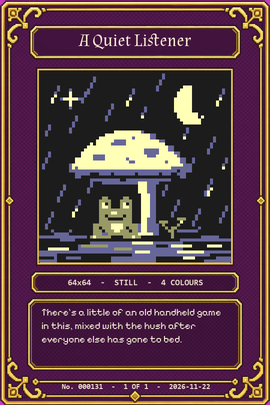 A Quiet Listener
64x64 - STILL - 4 COLOURS
There's a little of an old handheld game
in this, mixed with the hush after
everyone else has gone to bed.
No. 000131 - 1 OF 1 - 2026-11-22